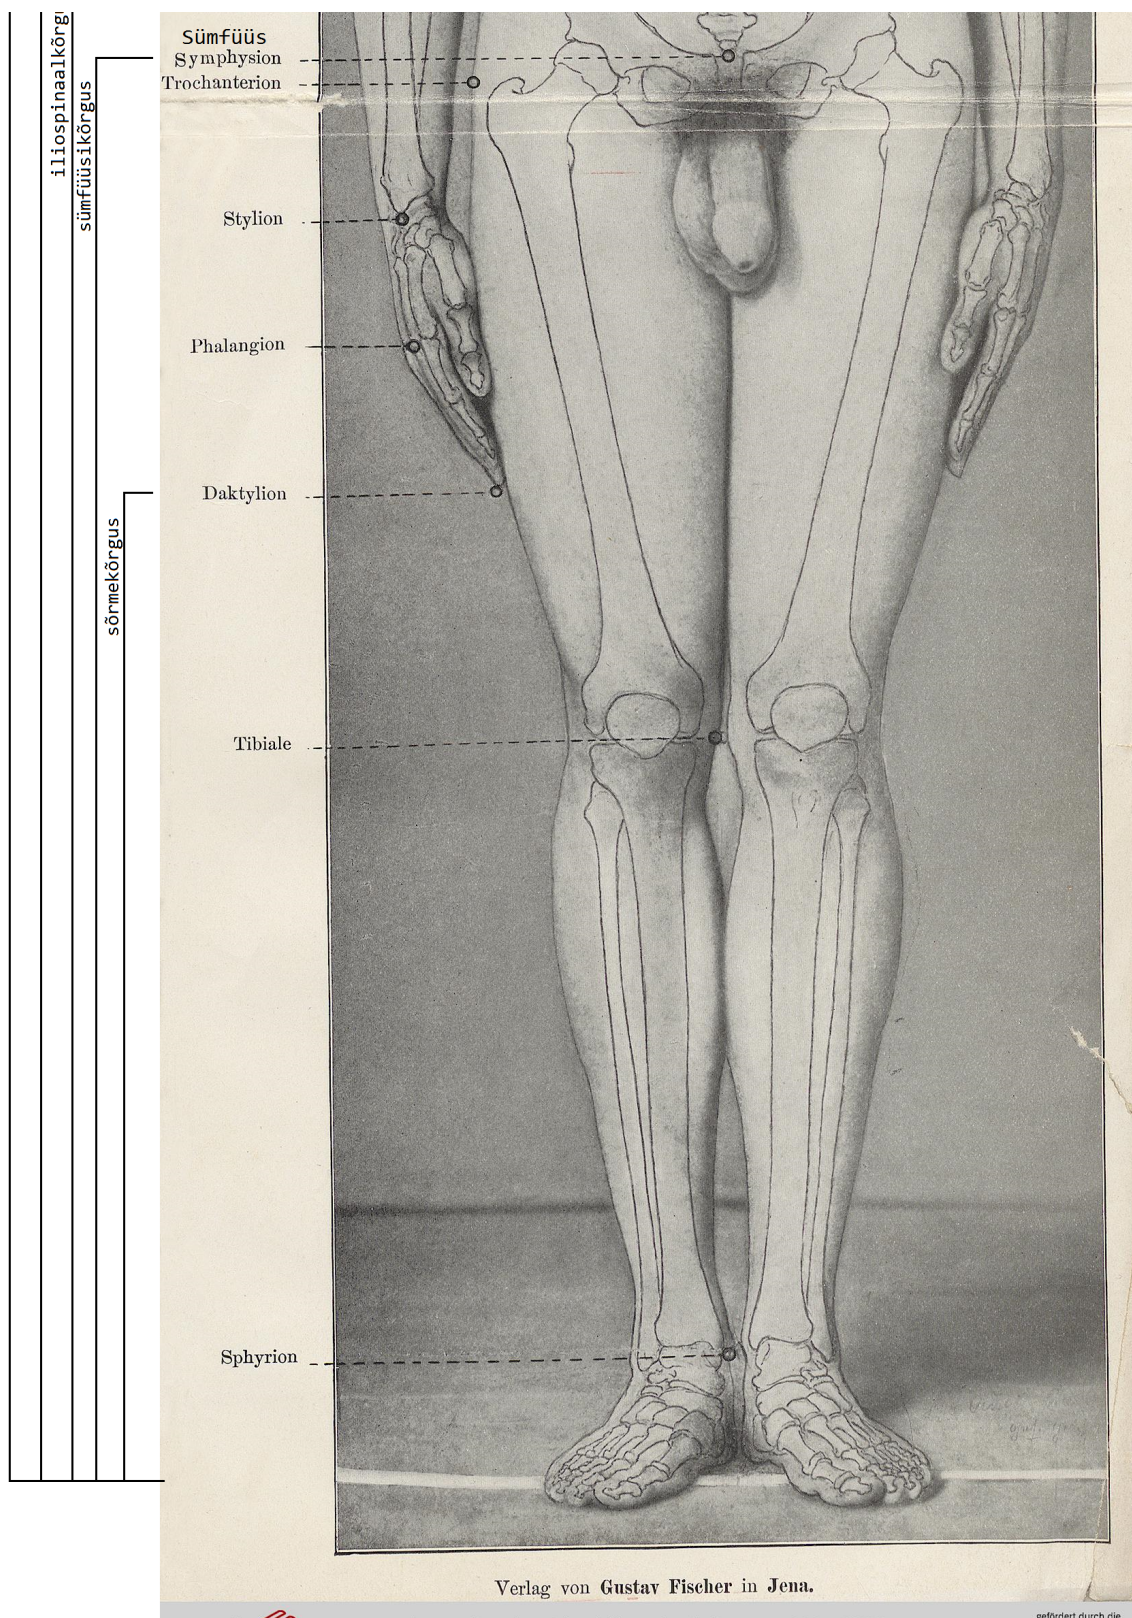 iliospinaalkõrg
sümfüüsikõrgus
sõrmekõrgus
Sümfüüs
Symphysion
Trochanterion
Stylion
Phalangion
Daktylion
Tibiale
Sphyrion
Verlag von Gustav Fischer in Jena.
gefördert durch die